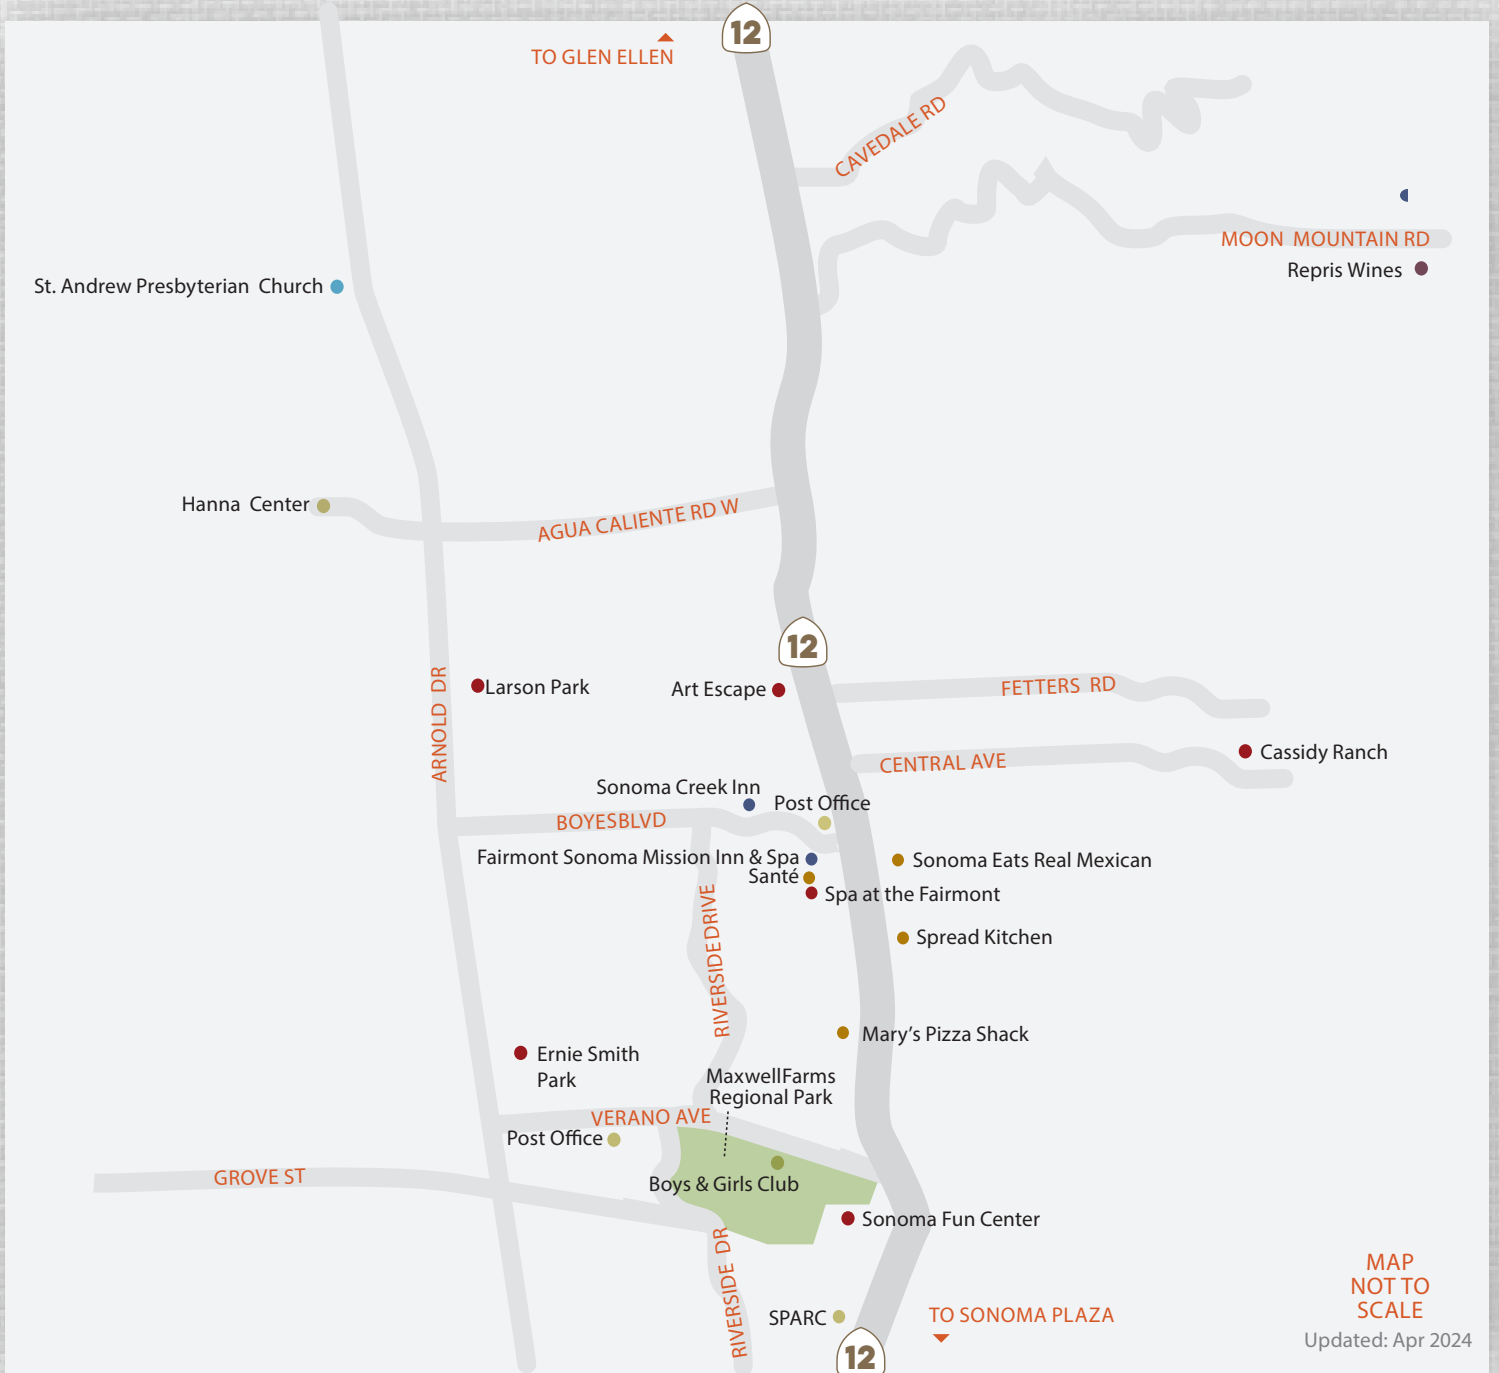 12
TO GLEN ELLEN
CAVEDALE RD
MOON MOUNTAIN RD
Repris Wines
St. Andrew Presbyterian Church
Hanna Center
AGUA CALIENTE RD W
12
ARNOLD DR
Larson Park
Art Escape
FETTERS RD
CENTRAL AVE
Cassidy Ranch
Sonoma Creek Inn
Post Office
BOYESBLVD
Fairmont Sonoma Mission Inn & Spa
Sonoma Eats Real Mexican
Santé
Spa at the Fairmont
RIVERSIDEDRIVE
Spread Kitchen
Mary's Pizza Shack
Ernie Smith
Park
MaxwellFarms
Regional Park
VERANO AVE
Post Office
GROVE ST
Boys & Girls Club
Sonoma Fun Center
RIVERSIDE DR
SPARC
TO SONOMA PLAZA
12
MAP
NOT TO
SCALE
Updated: Apr 2024